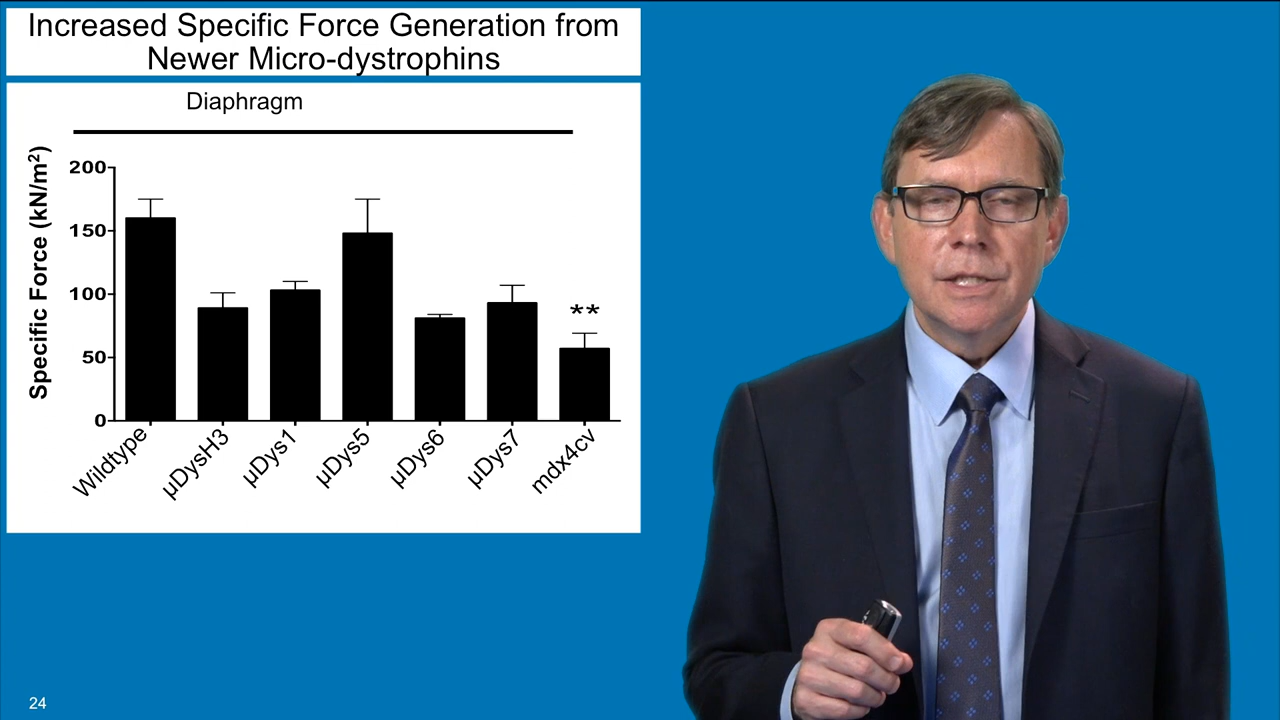 Increased Specific Force Generation from
Newer Micro-dystrophins
Diaphragm
Specific Force (kN/m²)
200
150
100
50
0
**
Wildtype
µDysH3
µDys1
µDys5
µDys6
µDys7
mdx4cv
24